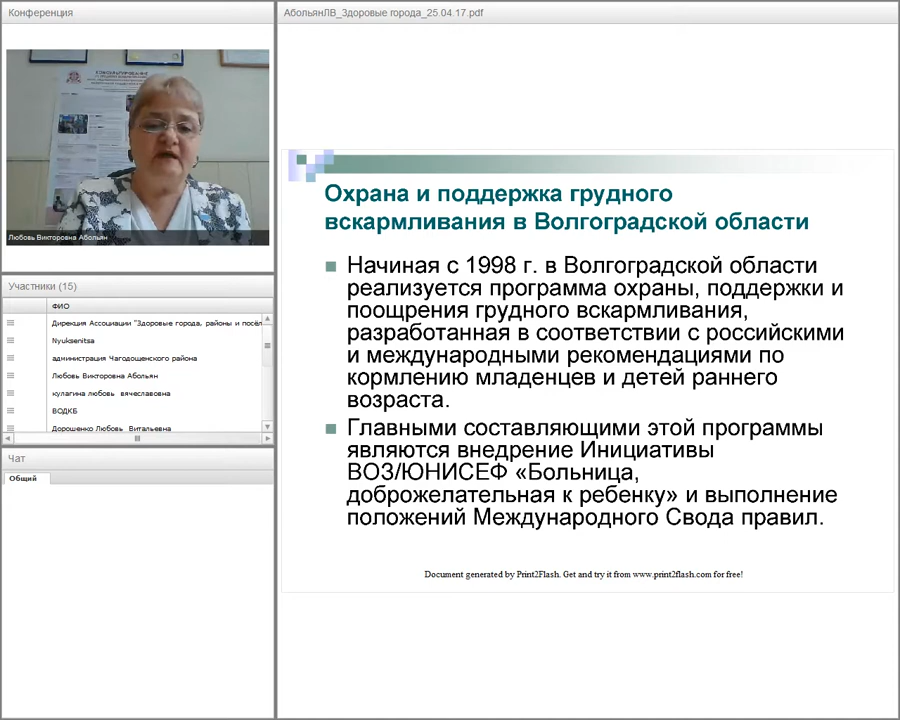 Конференция
КОНСУЛЬТИРОВАНИЕ
Любовь Викторовна Абольян
Участники (15)
ФИО
Дирекция Ассоциации "Здоровые города, районы и посёл
Nyuksenitsa
администрация Чагодощенского района
Любовь Викторовна Абольян
кулагина любовь вячеславовна
ВОДКБ
Дорошенко Любовь Витальевна
Чат
Общий
АбольянЛВ_Здоровые города_25.04.17.pdf
Охрана и поддержка грудного
вскармливания в Волгоградской области
Начиная с 1998 г. в Волгоградской области
реализуется программа охраны, поддержки и
поощрения грудного вскармливания,
разработанная в соответствии с российскими
и международными рекомендациями по
кормлению младенцев и детей раннего
возраста.
Главными составляющими этой программы
являются внедрение Инициативы
ВОЗ/ЮНИСЕФ «Больница,
доброжелательная к ребенку» и выполнение
положений Международного Свода правил.
Document generated by Print2Flash. Get and try it from www.print2flash.com for free!